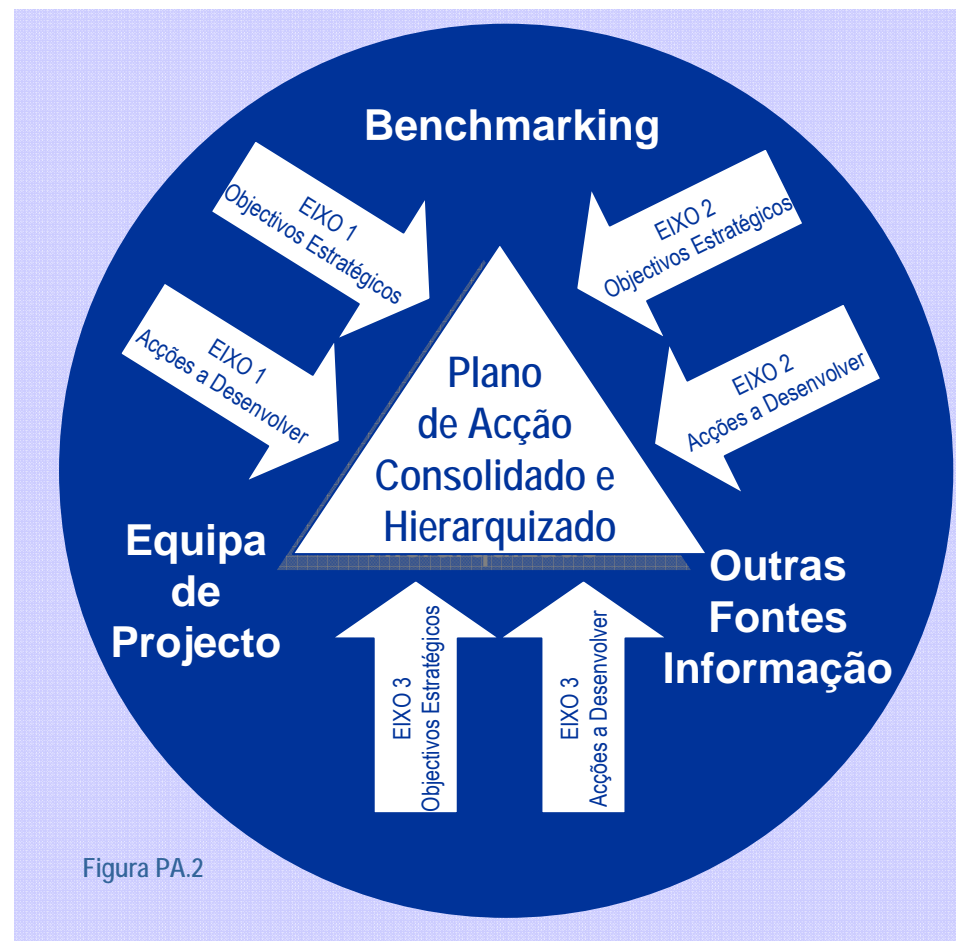 Benchmarking
EIXO 1
Objectivos Estratégicos
EIXO 2
Objectivos Estratégicos
EIXO 1
Acções a Desenvolver
EIXO 2
Acções a Desenvolver
Plano
de Acção
Consolidado e
Hierarquizado
Equipa
de
Projecto
Outras
Fontes
Informação
EIXO 3
Objectivos Estratégicos
EIXO 3
Acções a Desenvolver
Figura PA.2